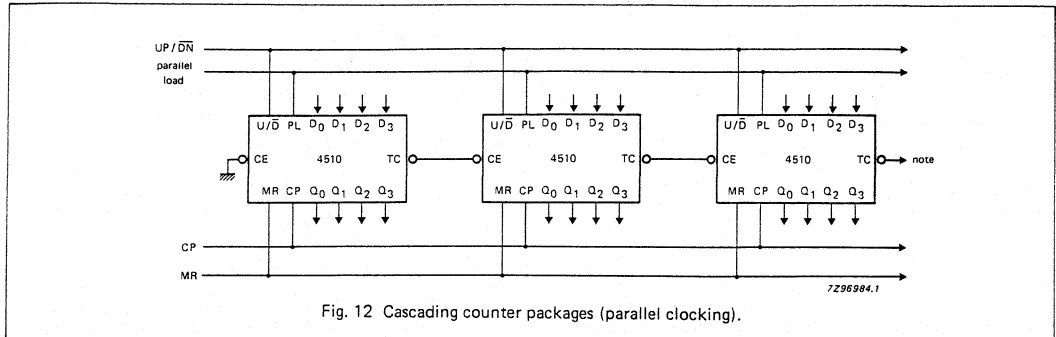 UP/D̅N̅
parallel
load
U/D̅ PL D0 D1 D2 D3
U/D̅ PL D0 D1 D2 D3
U/D̅ PL D0 D1 D2 D3
CE 4510 TC
CE 4510 TC
CE 4510 TC
note
MR CP Q0 Q1 Q2 Q3
MR CP Q0 Q1 Q2 Q3
MR CP Q0 Q1 Q2 Q3
CP
MR
7Z96984.1
Fig. 12 Cascading counter packages (parallel clocking).